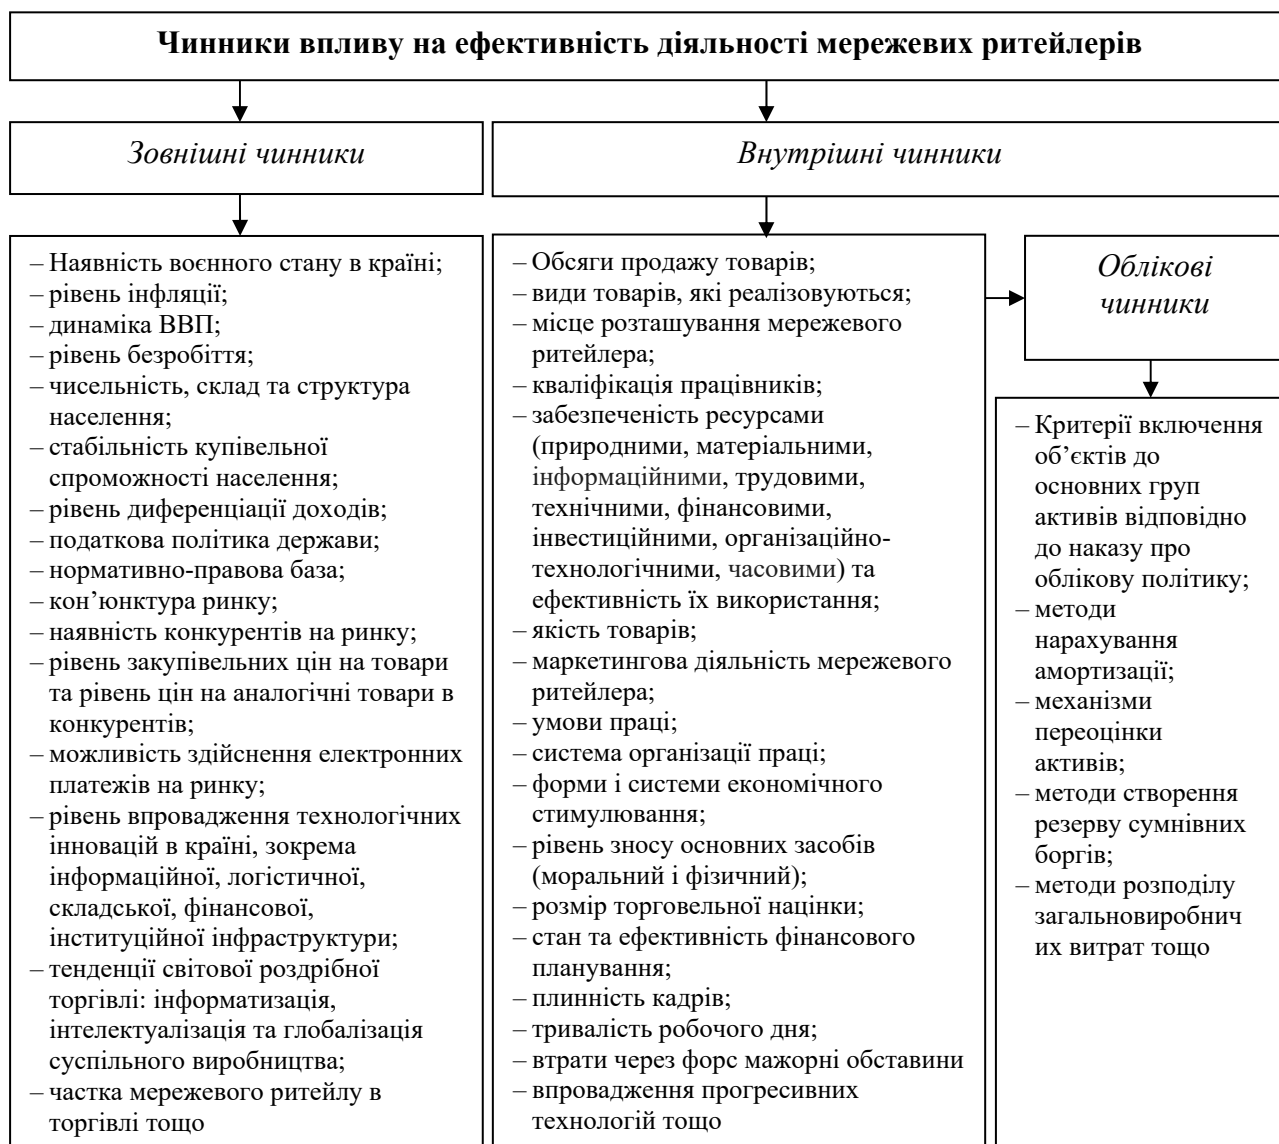 Чинники впливу на ефективність діяльності мережевих ритейлерів
Зовнішні чинники
Внутрішні чинники
– Наявність воєнного стану в країні;
– рівень інфляції;
– динаміка ВВП;
– рівень безробіття;
– чисельність, склад та структура
населення;
– стабільність купівельної
спроможності населення;
– рівень диференціації доходів;
– податкова політика держави;
– нормативно-правова база;
– кон’юнктура ринку;
– наявність конкурентів на ринку;
– рівень закупівельних цін на товари
та рівень цін на аналогічні товари в
конкурентів;
– можливість здійснення електронних
платежів на ринку;
– рівень впровадження технологічних
інновацій в країні, зокрема
інформаційної, логістичної,
складської, фінансової,
інституційної інфраструктури;
– тенденції світової роздрібної
торгівлі: інформатизація,
інтелектуалізація та глобалізація
суспільного виробництва;
– частка мережевого ритейлу в
торгівлі тощо
– Обсяги продажу товарів;
– види товарів, які реалізовуються;
– місце розташування мережевого
ритейлера;
– кваліфікація працівників;
– забезпеченість ресурсами
(природними, матеріальними,
інформаційними, трудовими,
технічними, фінансовими,
інвестиційними, організаційно-
технологічними, часовими) та
ефективність їх використання;
– якість товарів;
– маркетингова діяльність мережевого
ритейлера;
– умови праці;
– система організації праці;
– форми і системи економічного
стимулювання;
– рівень зносу основних засобів
(моральний і фізичний);
– розмір торговельної націнки;
– стан та ефективність фінансового
планування;
– плинність кадрів;
– тривалість робочого дня;
– втрати через форс мажорні обставини
– впровадження прогресивних
технологій тощо
Облікові
чинники
– Критерії включення
об’єктів до
основних груп
активів відповідно
до наказу про
облікову політику;
– методи
нарахування
амортизації;
– механізми
переоцінки
активів;
– методи створення
резерву сумнівних
боргів;
– методи розподілу
загальновиробнич
их витрат тощо